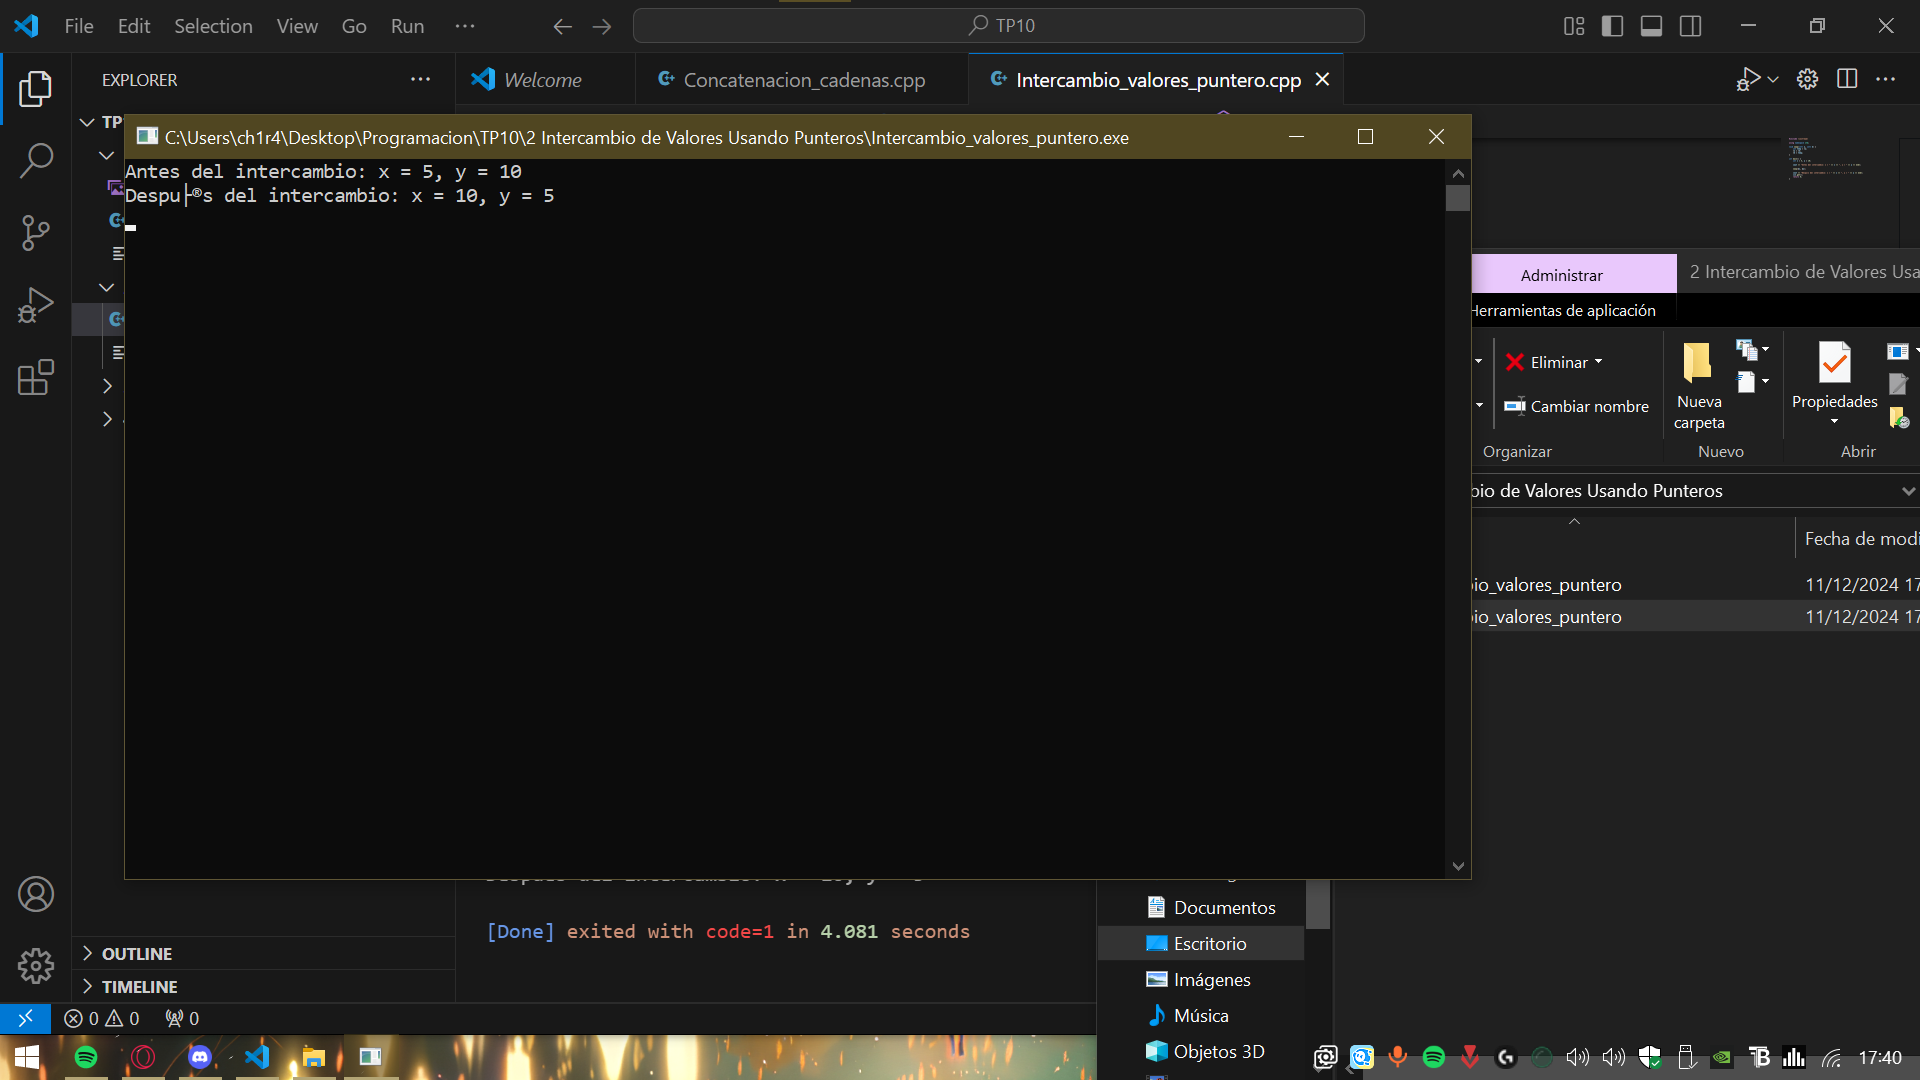 File Edit Selection View Go Run ···
TP10
EXPLORER
Welcome
Concatenacion_cadenas.cpp
Intercambio_valores_puntero.cpp
TP
C:\Users\ch1r4\Desktop\Programacion\TP10\2 Intercambio de Valores Usando Punteros\Intercambio_valores_puntero.exe
Antes del intercambio: x = 5, y = 10
Despu├®s del intercambio: x = 10, y = 5
Administrar
2 Intercambio de Valores Usa
Herramientas de aplicación
Eliminar
Cambiar nombre
Organizar
Nueva
carpeta
Nuevo
Propiedades
Abrir
bio de Valores Usando Punteros
Fecha de modi
io_valores_puntero 11/12/2024 17
io_valores_puntero 11/12/2024 17
[Done] exited with code=1 in 4.081 seconds
OUTLINE
TIMELINE
0 0 0
Documentos
Escritorio
Imágenes
Música
Objetos 3D
17:40